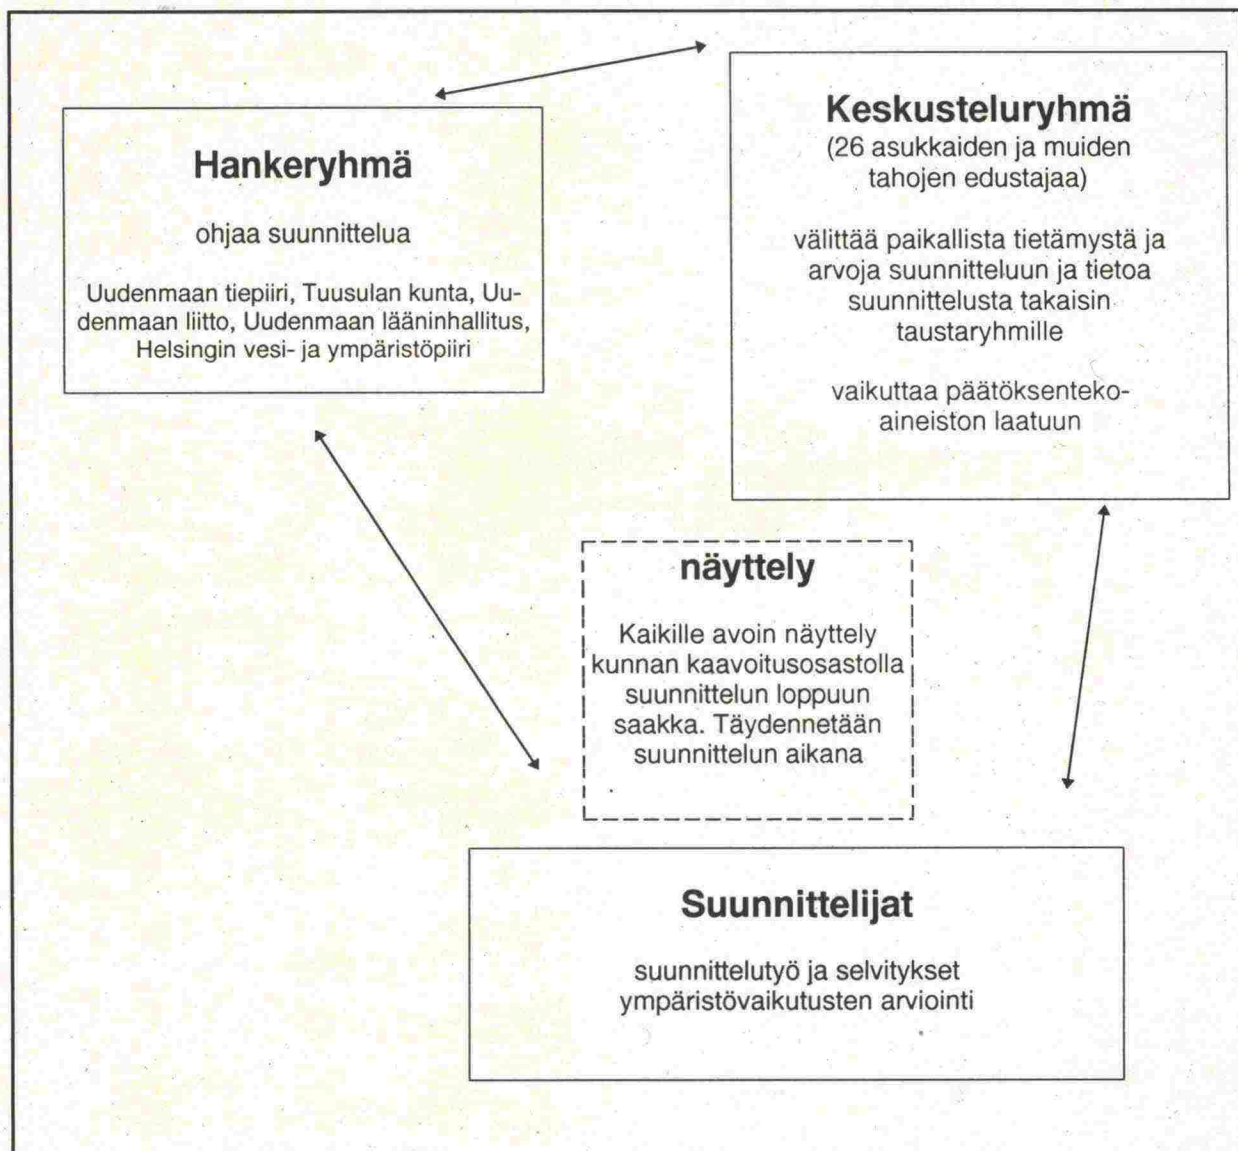 Hankeryhmä
ohjaa suunnittelua
Uudenmaan tiepiiri, Tuusulan kunta, Uu-
denmaan liitto, Uudenmaan lääninhallitus,
Helsingin vesi- ja ympäristöpiiri
Keskusteluryhmä
(26 asukkaiden ja muiden
tahojen edustajaa)
välittää paikallista tietämystä ja
arvoja suunnitteluun ja tietoa
suunnittelusta takaisin
taustaryhmille
vaikuttaa päätöksenteko-
aineiston laatuun
näyttely
Kaikille avoin näyttely
kunnan kaavoitusosastolla
suunnittelun loppuun
saakka. Täydennetään
suunnittelun aikana
Suunnittelijat
suunnittelutyö ja selvitykset
ympäristövaikutusten arviointi